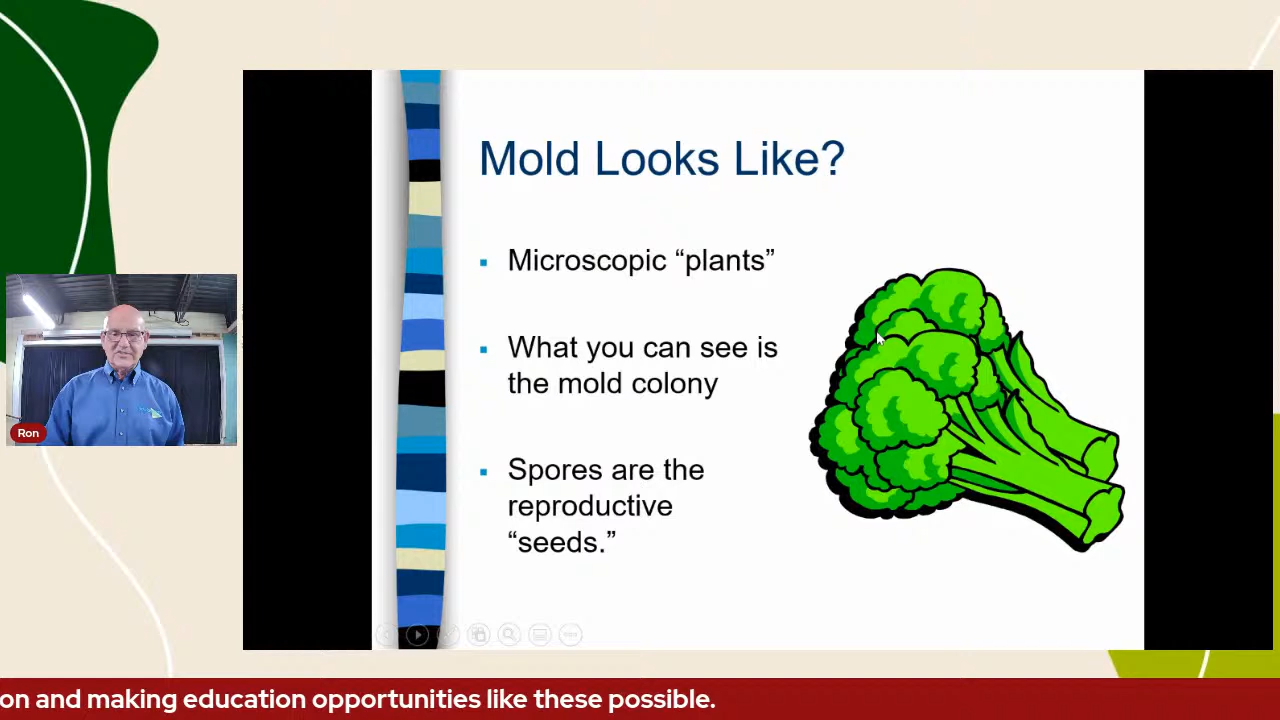 Mold Looks Like?
Microscopic “plants”
What you can see is
the mold colony
Spores are the
reproductive
“seeds.”
Ron
on and making education opportunities like these possible.